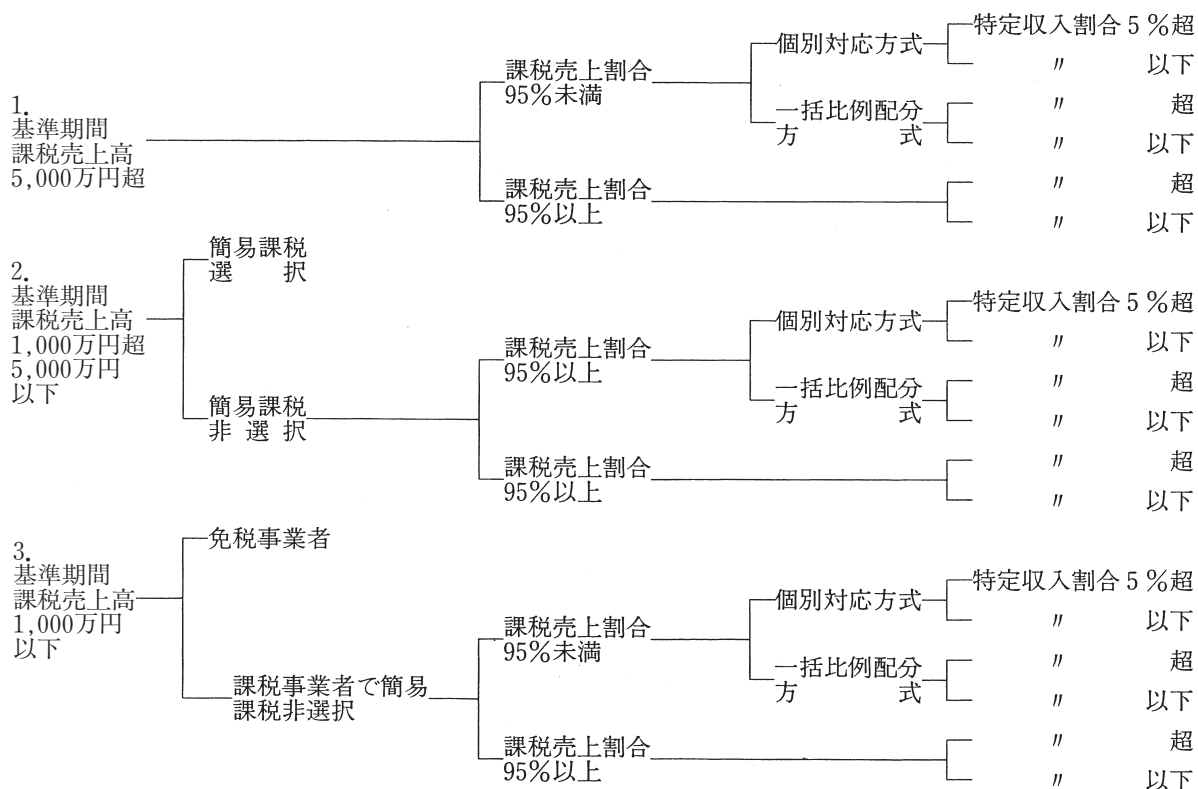 1.
基準期間
課税売上高
5,000万円超
課税売上割合
95％未満
個別対応方式
特定収入割合5％超
〃 以下
一括比例配分
方 式
〃 超
〃 以下
課税売上割合
95％以上
〃 超
〃 以下
2.
基準期間
課税売上高
1,000万円超
5,000万円
以下
簡易課税
選 択
簡易課税
非 選 択
課税売上割合
95％以上
個別対応方式
特定収入割合5％超
〃 以下
一括比例配分
方 式
〃 超
〃 以下
課税売上割合
95％以上
〃 超
〃 以下
3.
基準期間
課税売上高
1,000万円
以下
免税事業者
課税事業者で簡易
課税非選択
課税売上割合
95％未満
個別対応方式
特定収入割合5％超
〃 以下
一括比例配分
方 式
〃 超
〃 以下
課税売上割合
95％以上
〃 超
〃 以下